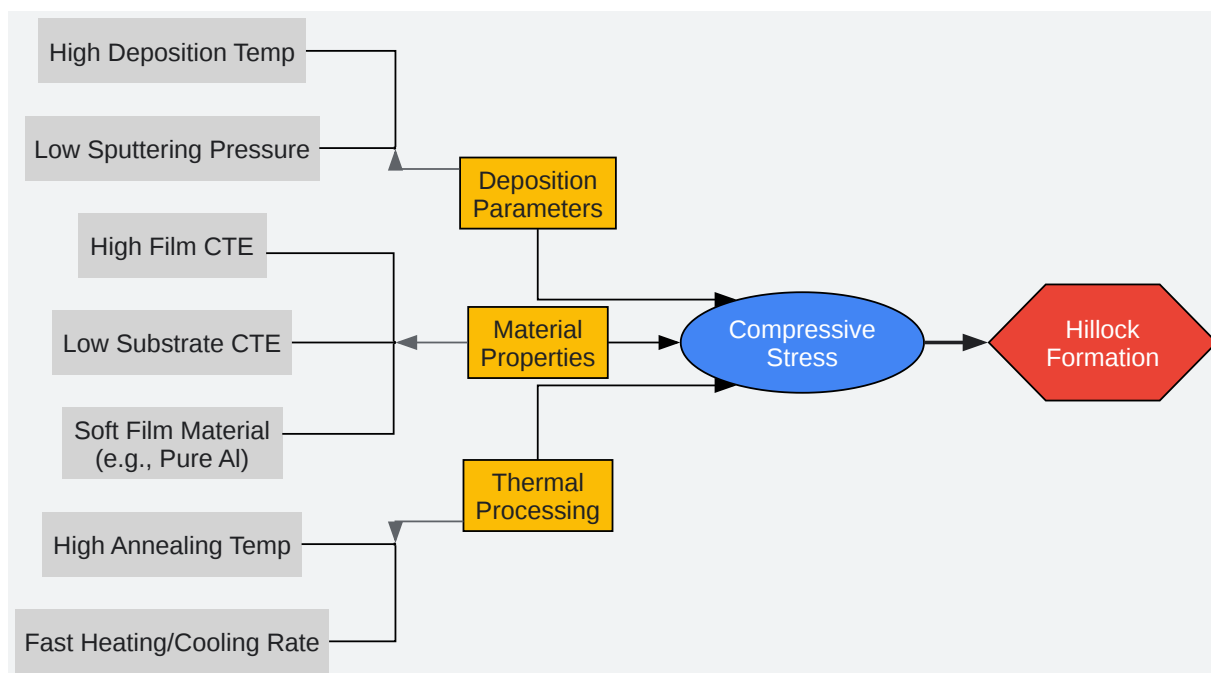 High Deposition Temp
Low Sputtering Pressure
High Film CTE
Low Substrate CTE
Soft Film Material
(e.g., Pure Al)
High Annealing Temp
Fast Heating/Cooling Rate
Deposition
Parameters
Material
Properties
Thermal
Processing
Compressive
Stress
Hillock
Formation